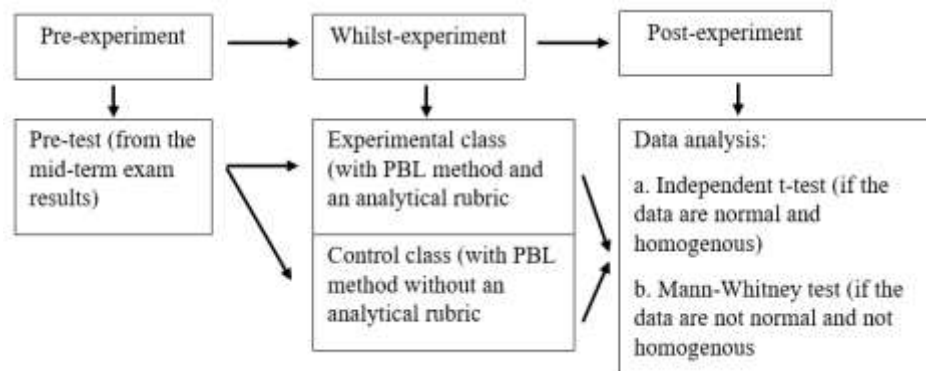 Pre-experiment
Whilst-experiment
Post-experiment
Pre-test (from the
mid-term exam
results)
Experimental class
(with PBL method and
an analytical rubric
Control class (with PBL
method without an
analytical rubric
Data analysis:
a. Independent t-test (if the
data are normal and
homogenous)
b. Mann-Whitney test (if the
data are not normal and not
homogenous